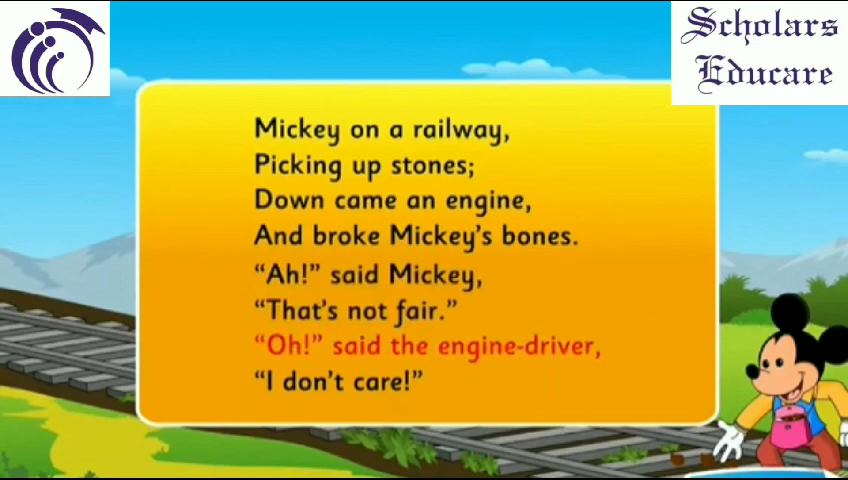 Scholars
Educare
Mickey on a railway,
Picking up stones;
Down came an engine,
And broke Mickey's bones.
“Ah!” said Mickey,
“That's not fair.”
“Oh!” said the engine-driver,
“I don't care!”